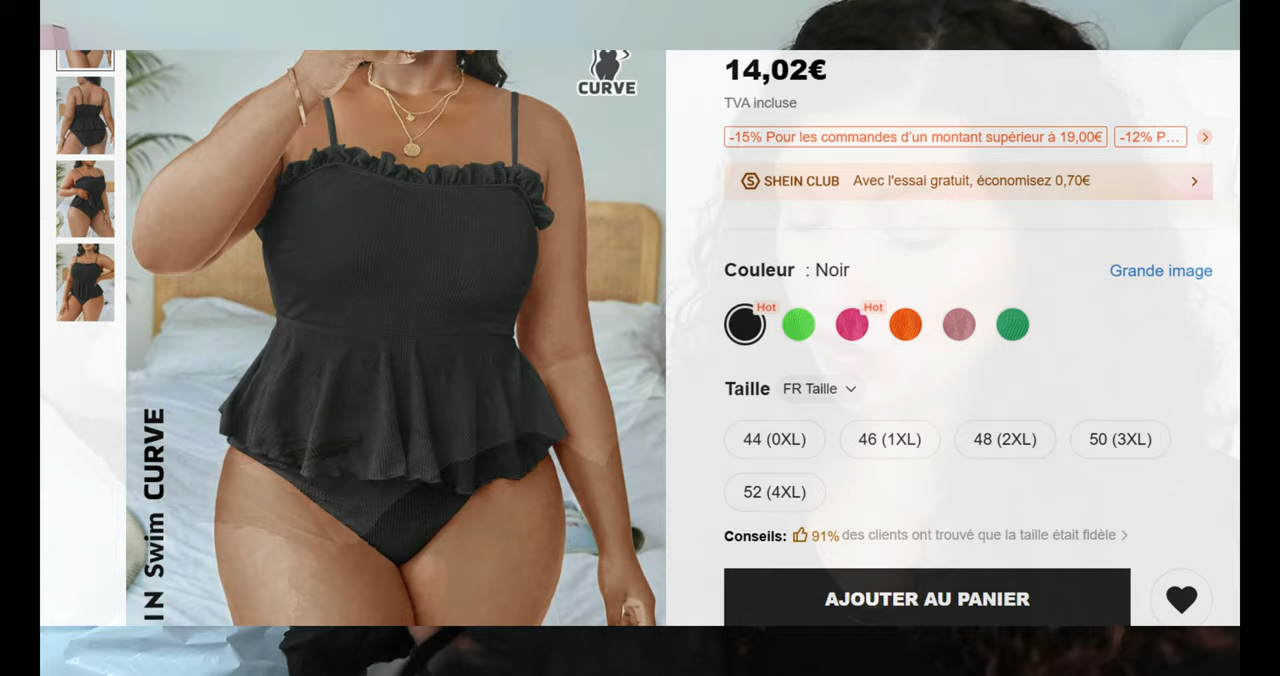 CURVE
IN Swim CURVE
14,02€
TVA incluse
-15% Pour les commandes d'un montant supérieur à 19,00€
-12% P...
S SHEIN CLUB Avec l'essai gratuit, économisez 0,70€
Couleur : Noir
Grande image
Hot
Hot
Taille FR Taille
44 (0XL)
46 (1XL)
48 (2XL)
50 (3XL)
52 (4XL)
Conseils: 91% des clients ont trouvé que la taille était fidèle
AJOUTER AU PANIER